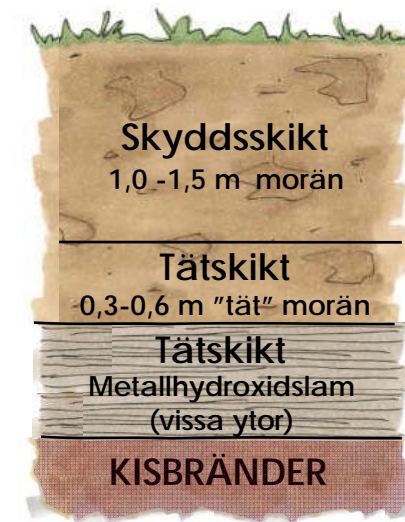 Skyddsskikt
1,0 -1,5 m morän
Tätskikt
0,3-0,6 m "tät" morän
Tätskikt
Metallhydroxidslam
(vissa ytor)
KISBRÄNDER